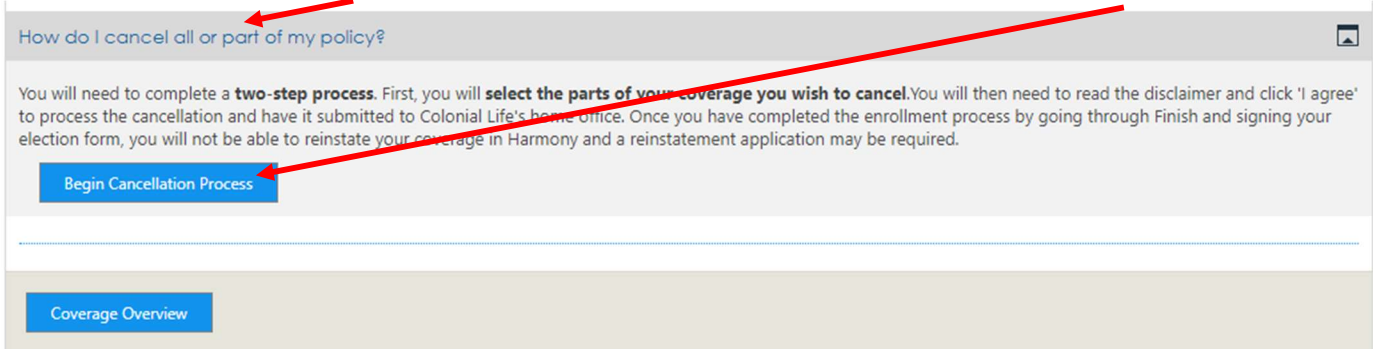 How do I cancel all or part of my policy?
You will need to complete a two-step process. First, you will select the parts of your coverage you wish to cancel.You will then need to read the disclaimer and click 'I agree'
to process the cancellation and have it submitted to Colonial Life's home office. Once you have completed the enrollment process by going through Finish and signing your
election form, you will not be able to reinstate your coverage in Harmony and a reinstatement application may be required.
Begin Cancellation Process
Coverage Overview